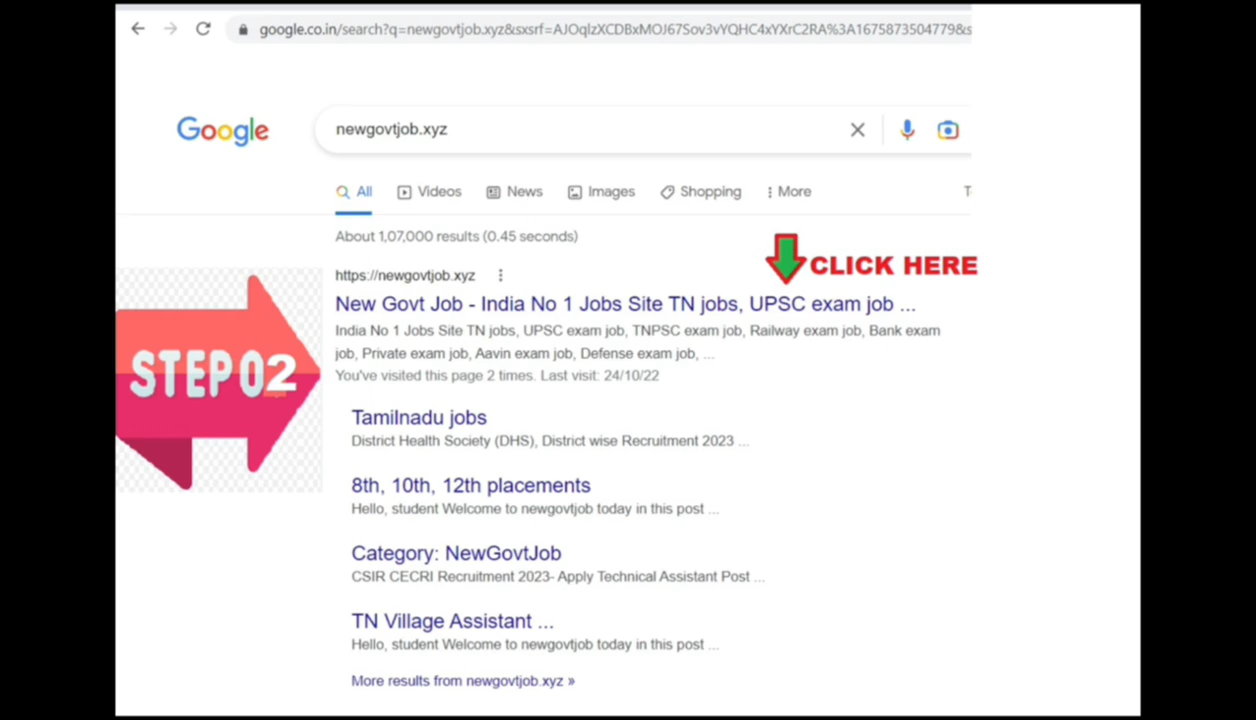 google.co.in/search?q=newgovtjob.xyz&sxsrf=AJOqlzXCDBxMOJ67Sov3vYQHC4xYXrC2RA%3A1675873504779&s
Google
newgovtjob.xyz
All Videos News Images Shopping More
About 1,07,000 results (0.45 seconds)
CLICK HERE
https://newgovtjob.xyz
New Govt Job - India No 1 Jobs Site TN jobs, UPSC exam job ...
India No 1 Jobs Site TN jobs, UPSC exam job, TNPSC exam job, Railway exam job, Bank exam
job, Private exam job, Aavin exam job, Defense exam job, ...
You've visited this page 2 times. Last visit: 24/10/22
STEP 02
Tamilnadu jobs
District Health Society (DHS), District wise Recruitment 2023 ...
8th, 10th, 12th placements
Hello, student Welcome to newgovtjob today in this post ...
Category: NewGovtJob
CSIR CECRI Recruitment 2023- Apply Technical Assistant Post ...
TN Village Assistant ...
Hello, student Welcome to newgovtjob today in this post ...
More results from newgovtjob.xyz »